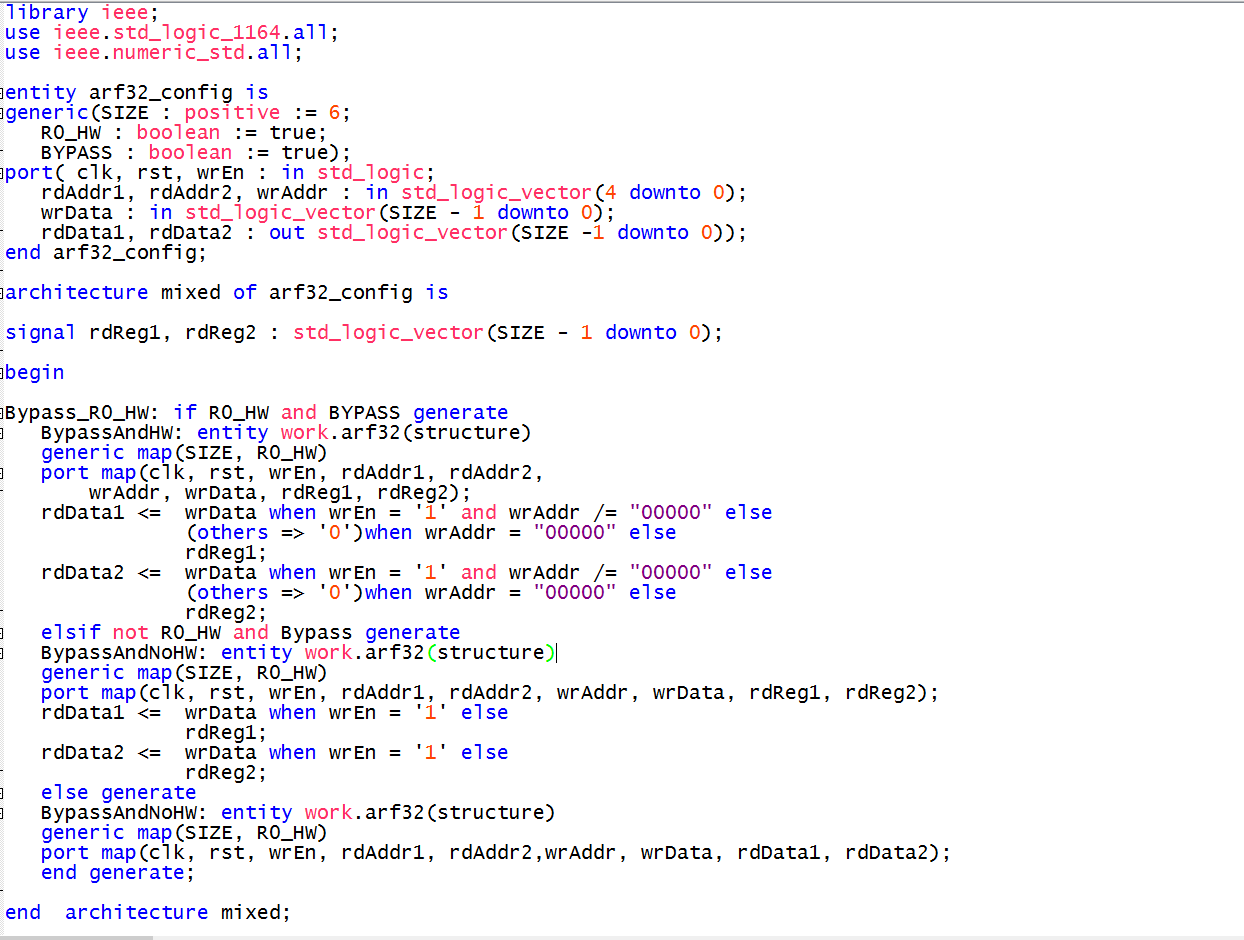 library ieee;
use ieee.std_logic_1164.all;
use ieee.numeric_std.all;
entity arf32_config is
generic(SIZE : positive := 6;
R0_HW : boolean := true;
BYPASS : boolean := true);
port( clk, rst, wrEn : in std_logic;
rdAddr1, rdAddr2, wrAddr : in std_logic_vector(4 downto 0);
wrData : in std_logic_vector(SIZE - 1 downto 0);
rdData1, rdData2 : out std_logic_vector(SIZE -1 downto 0));
end arf32_config;
architecture mixed of arf32_config is
signal rdReg1, rdReg2 : std_logic_vector(SIZE - 1 downto 0);
begin
Bypass_R0_HW: if R0_HW and BYPASS generate
BypassAndHW: entity work.arf32(structure)
generic map(SIZE, R0_HW)
port map(clk, rst, wrEn, rdAddr1, rdAddr2,
wrAddr, wrData, rdReg1, rdReg2);
rdData1 <=  wrData when wrEn = '1' and wrAddr /= "00000" else
(others => '0')when wrAddr = "00000" else
rdReg1;
rdData2 <=  wrData when wrEn = '1' and wrAddr /= "00000" else
(others => '0')when wrAddr = "00000" else
rdReg2;
elsif not R0_HW and Bypass generate
BypassAndNoHW: entity work.arf32(structure)
generic map(SIZE, R0_HW)
port map(clk, rst, wrEn, rdAddr1, rdAddr2, wrAddr, wrData, rdReg1, rdReg2);
rdData1 <=  wrData when wrEn = '1' else
rdReg1;
rdData2 <=  wrData when wrEn = '1' else
rdReg2;
else generate
BypassAndNoHW: entity work.arf32(structure)
generic map(SIZE, R0_HW)
port map(clk, rst, wrEn, rdAddr1, rdAddr2,wrAddr, wrData, rdData1, rdData2);
end generate;
end  architecture mixed;